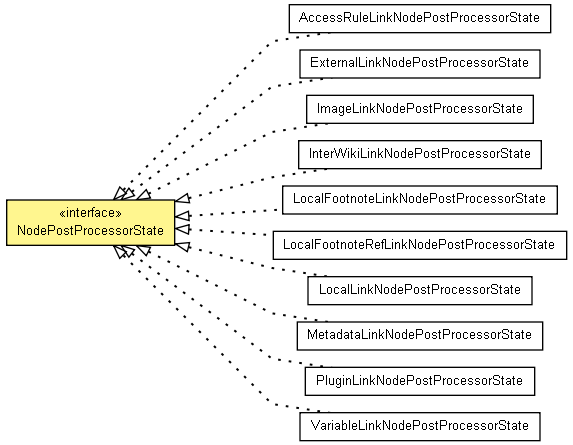 AccessRuleLinkNodePostProcessorState
ExternalLinkNodePostProcessorState
ImageLinkNodePostProcessorState
InterWikiLinkNodePostProcessorState
LocalFootnoteLinkNodePostProcessorState
«interface»
NodePostProcessorState
LocalFootnoteRefLinkNodePostProcessorState
LocalLinkNodePostProcessorState
MetadataLinkNodePostProcessorState
PluginLinkNodePostProcessorState
VariableLinkNodePostProcessorState